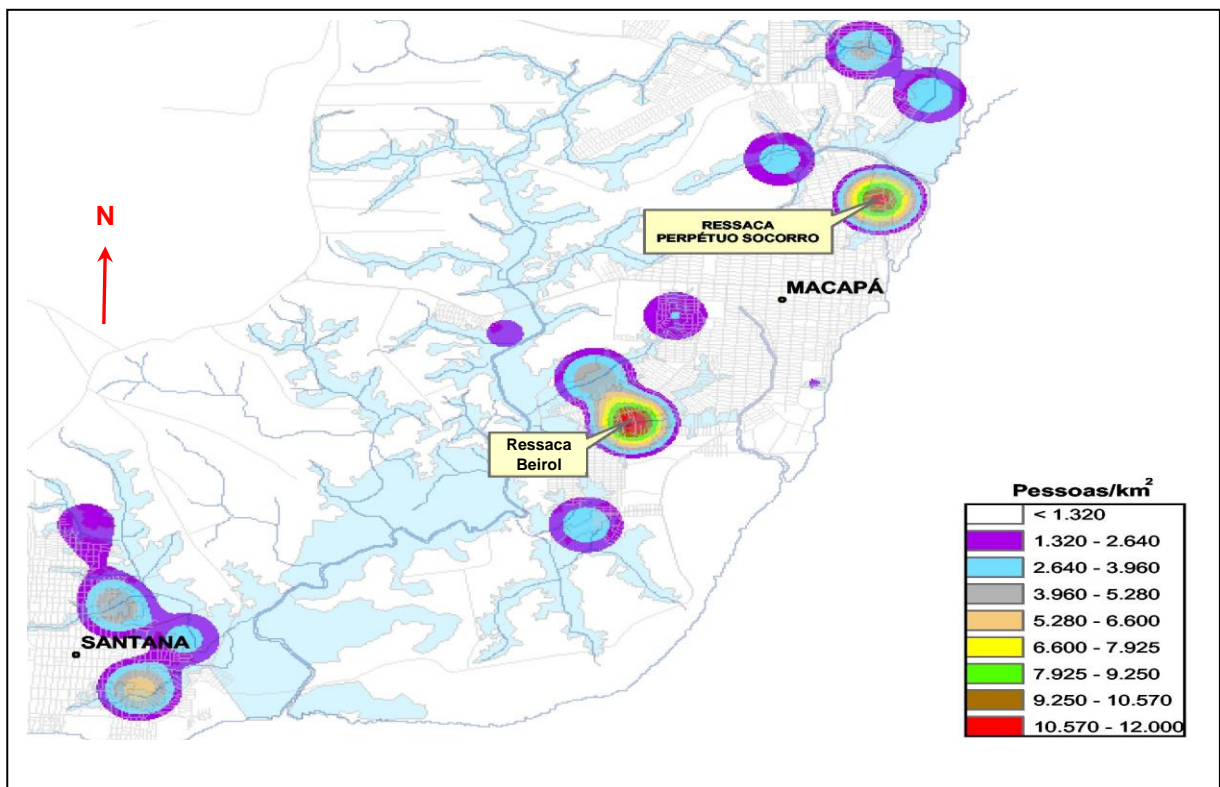 N
RESSACA
PERPÉTUO SOCORRO
MACAPÁ
Ressaca
Beirol
SANTANA
Pessoas/km²
< 1.320
1.320 - 2.640
2.640 - 3.960
3.960 - 5.280
5.280 - 6.600
6.600 - 7.925
7.925 - 9.250
9.250 - 10.570
10.570 - 12.000